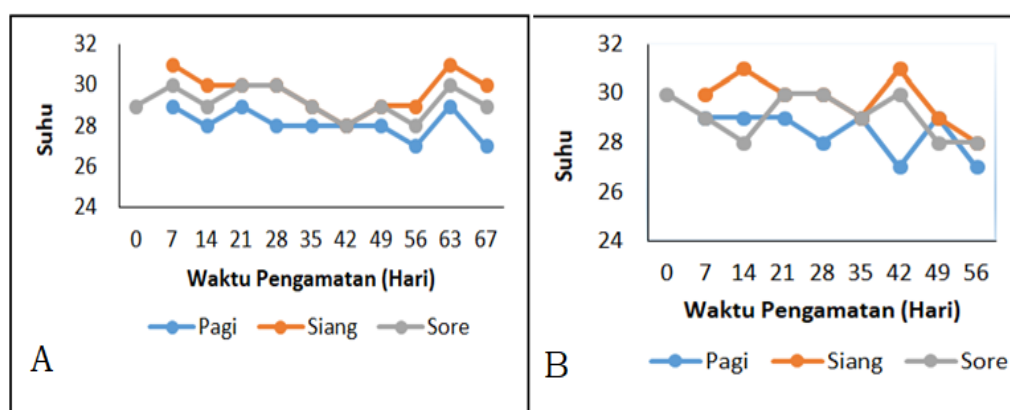 32
30
28
26
24
Suhu
0 7 14 21 28 35 42 49 56 63 67
Waktu Pengamatan (Hari)
Pagi Siang Sore
A
32
30
28
26
24
Suhu
0 7 14 21 28 35 42 49 56
Waktu Pengamatan (Hari)
Pagi Siang Sore
B